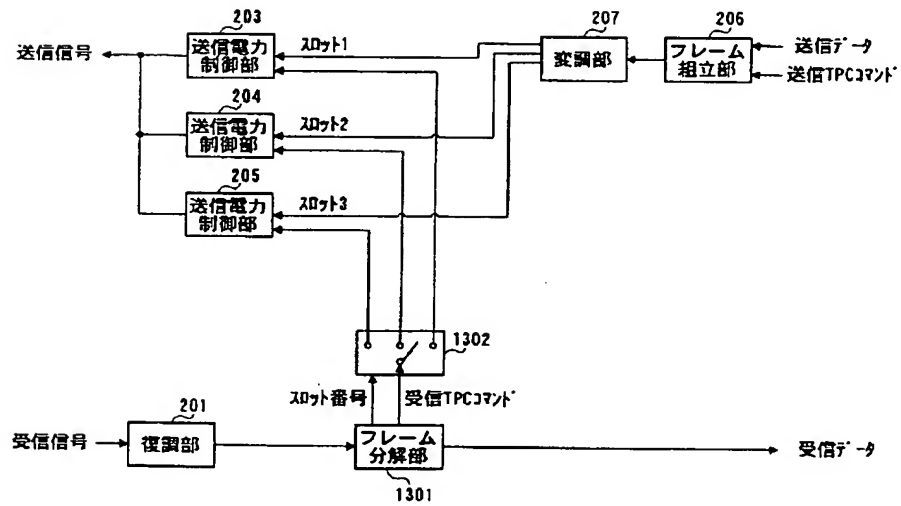 203
送信電力
制御部
送信信号
スロット1
207
変調部
206
フレーム
組立部
送信データ
送信TPCコマンド
204
送信電力
制御部
スロット2
205
送信電力
制御部
スロット3
1302
スロット番号
受信TPCコマンド
受信信号
201
復調部
フレーム
分解部
1301
受信データ